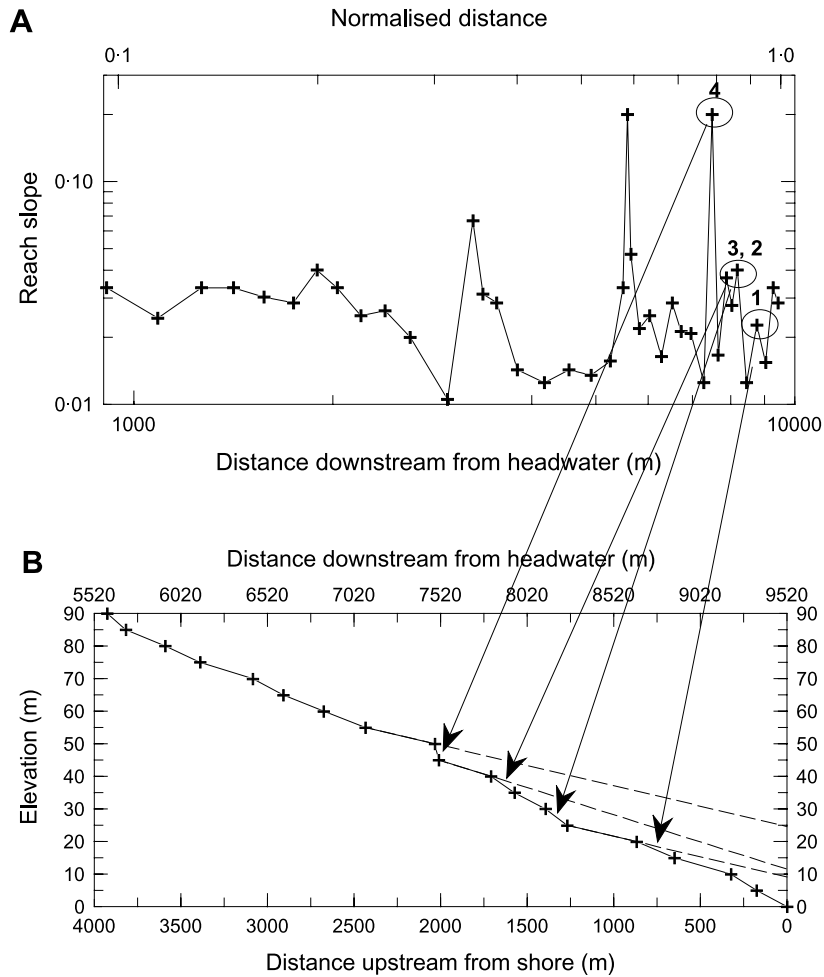 A
Normalised distance
0·1 1·0
4
0·10
Reach slope
3, 2
1
0·01
1000 10000
Distance downstream from headwater (m)
B
Distance downstream from headwater (m)
5520 6020 6520 7020 7520 8020 8520 9020 9520
90 90
80 80
70 70
60 60
50 50
40 40
30 30
20 20
10 10
0 0
Elevation (m)
4000 3500 3000 2500 2000 1500 1000 500 0
Distance upstream from shore (m)